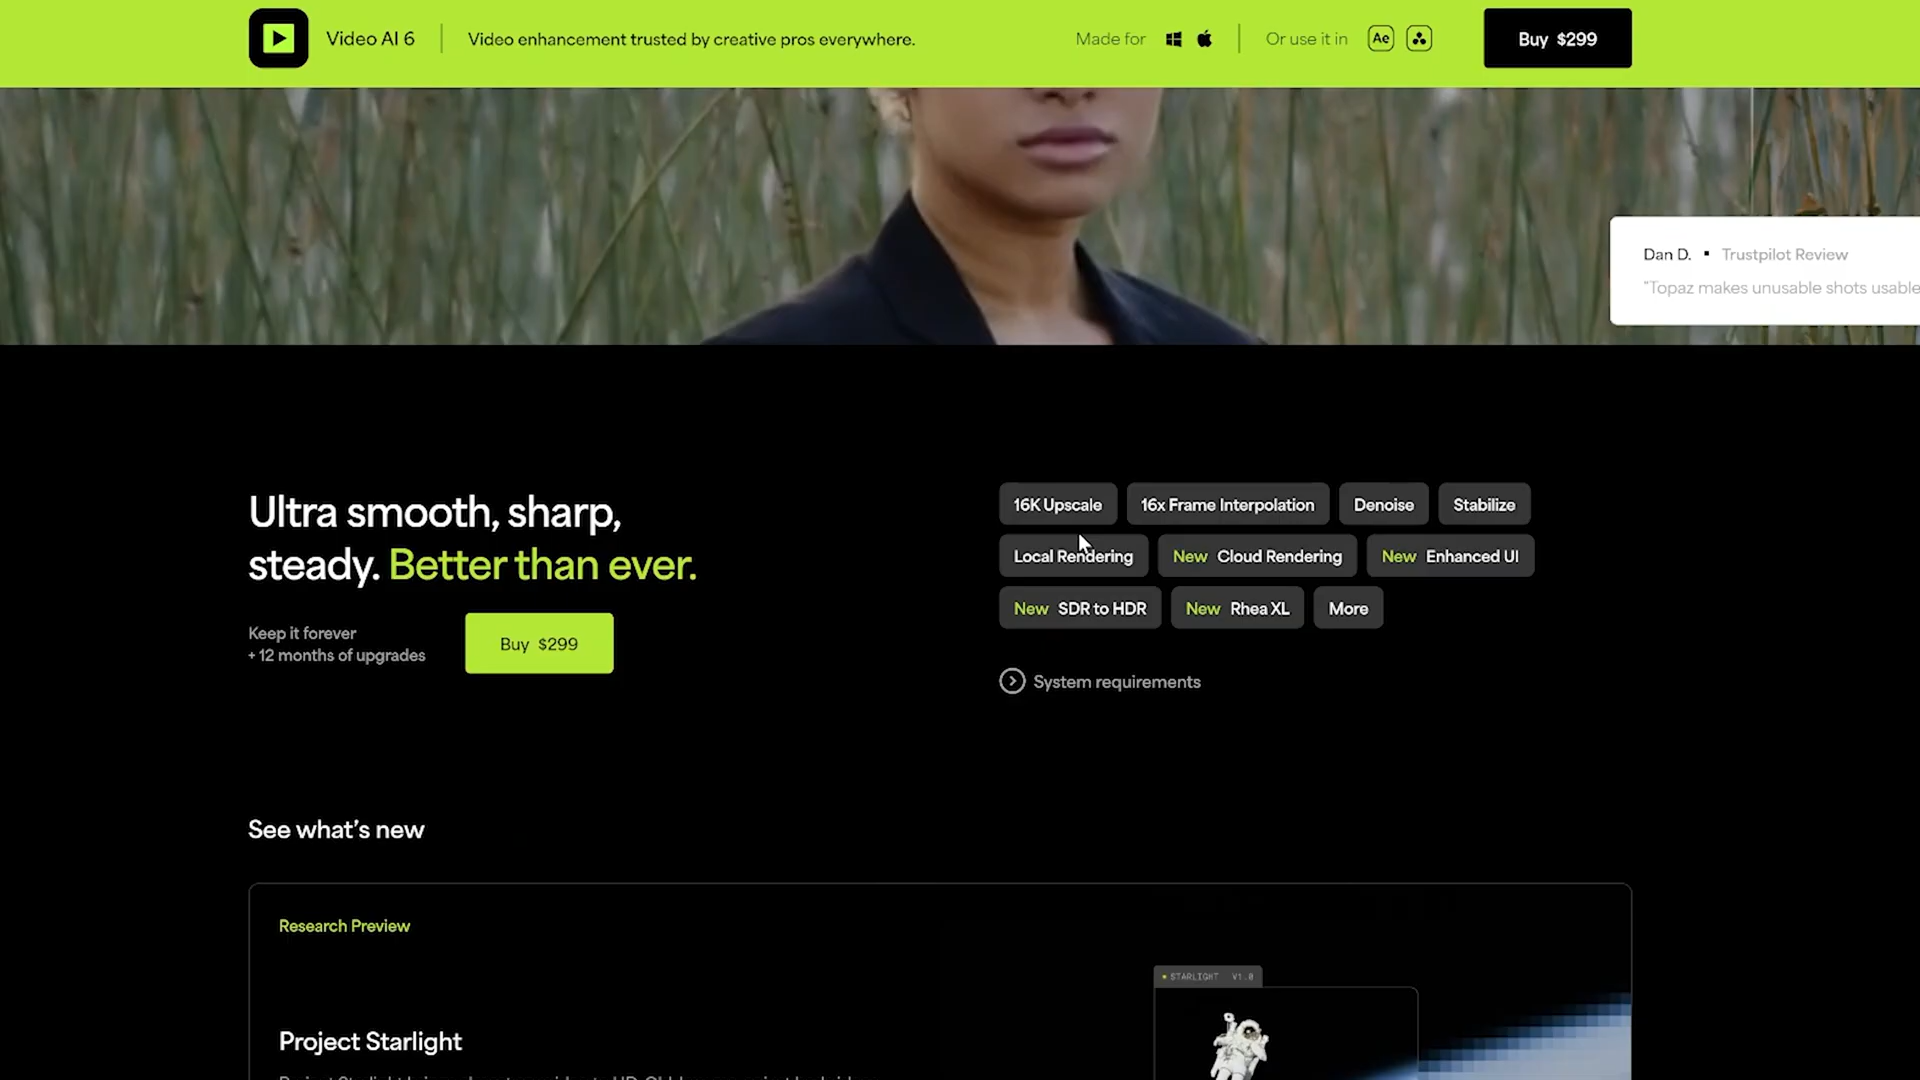 Video AI 6
Video enhancement trusted by creative pros everywhere.
Made for
Or use it in
Ae
Buy $299
Dan D. ▪ Trustpilot Review
"Topaz makes unusable shots usable
Ultra smooth, sharp,
steady. Better than ever.
Keep it forever
+ 12 months of upgrades
Buy $299
16K Upscale
16x Frame Interpolation
Denoise
Stabilize
Local Rendering
New Cloud Rendering
New Enhanced UI
New SDR to HDR
New Rhea XL
More
System requirements
See what's new
Research Preview
STARLIGHT V1.0
Project Starlight